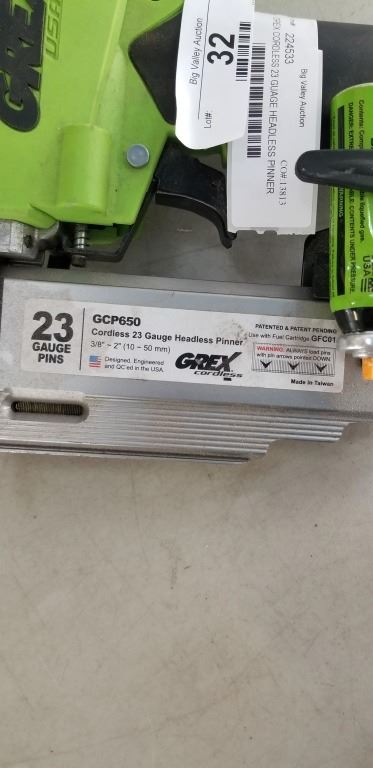 GREX
USA
Lot#:
32
Big Valley Auction
224533
Big Valley Auction
CO#:13813
REX CORDLESS 23 GUAGE HEADLESS PINNER
23
GAUGE
PINS
GCP650
Cordless 23 Gauge Headless Pinner
3/8" ~ 2" (10 ~ 50 mm)
Designed, Engineered
and QC'ed in the USA.
GREX
cordless
PATENTED & PATENT PENDING
Use with Fuel Cartridge GFC01
WARNING: ALWAYS load pins
with pin arrows pointed DOWN.
Made in Taiwan